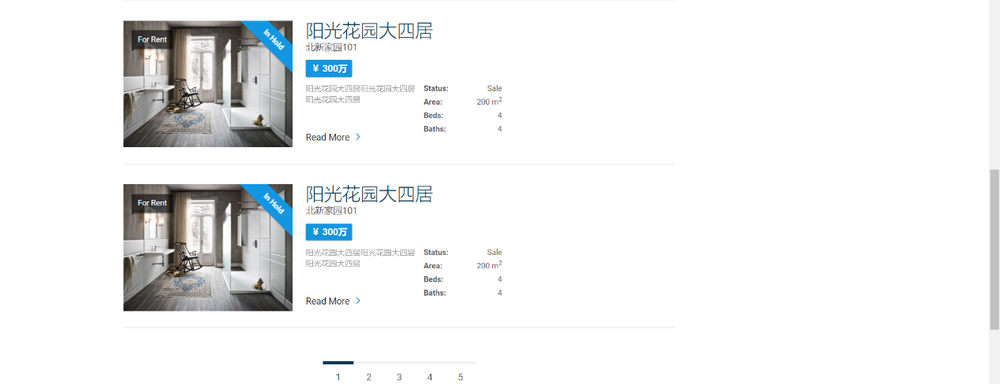 For Rent
In Hold
阳光花园大四居
北新家园101
¥ 300万
阳光花园大四居阳光花园大四居
阳光花园大四居
Status: Sale
Area: 200 m²
Beds: 4
Baths: 4
Read More >
For Rent
In Hold
阳光花园大四居
北新家园101
¥ 300万
阳光花园大四居阳光花园大四居
阳光花园大四居
Status: Sale
Area: 200 m²
Beds: 4
Baths: 4
Read More >
1 2 3 4 5